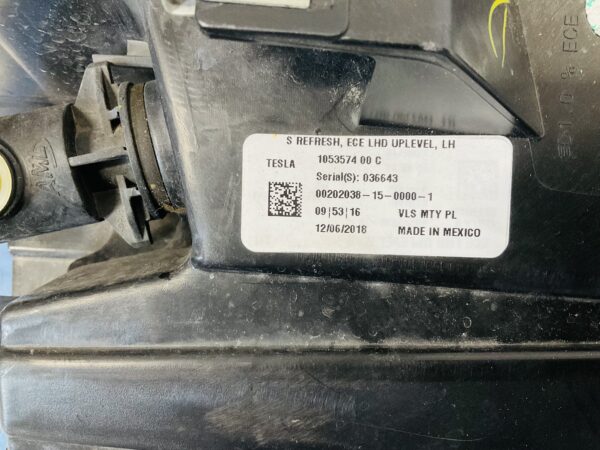 S REFRESH, ECE LHD UPLEVEL, LH
TESLA 1053574 00 C
Serial(S): 036643
00202038-15-0000-1
09|53|16 VLS MTY PL
12/06/2018 MADE IN MEXICO
AML
ECE